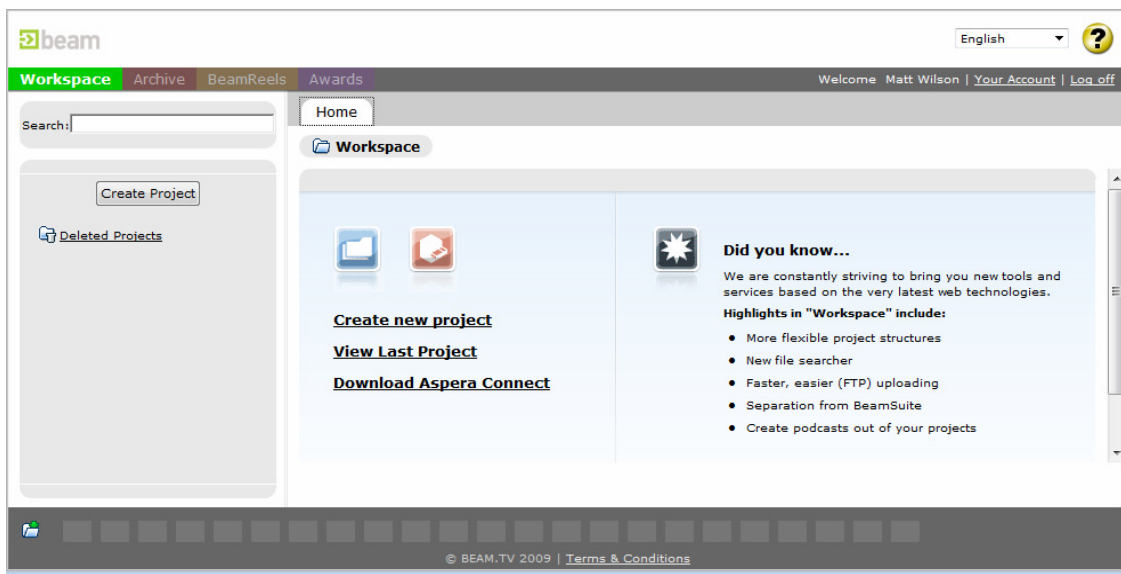 beam
English
?
Workspace Archive BeamReels Awards
Welcome Matt Wilson | Your Account | Log off
Search:
Home
Workspace
Create Project
Deleted Projects
Create new project
View Last Project
Download Aspera Connect
Did you know...
We are constantly striving to bring you new tools and
services based on the very latest web technologies.
Highlights in "Workspace" include:
• More flexible project structures
• New file searcher
• Faster, easier (FTP) uploading
• Separation from BeamSuite
• Create podcasts out of your projects
© BEAM.TV 2009 | Terms & Conditions